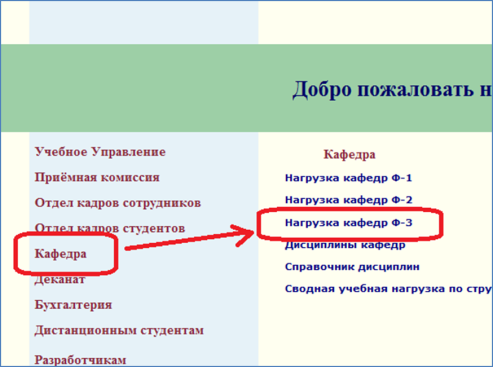 Добро пожаловать н
Учебное Управление
Приёмная комиссия
Отдел кадров сотрудников
Отдел кадров студентов
Кафедра
Деканат
Бухгалтерия
Дистанционным студентам
Разработчикам
Кафедра
Нагрузка кафедр Ф-1
Нагрузка кафедр Ф-2
Нагрузка кафедр Ф-3
Дисциплины кафедр
Справочник дисциплин
Сводная учебная нагрузка по стру